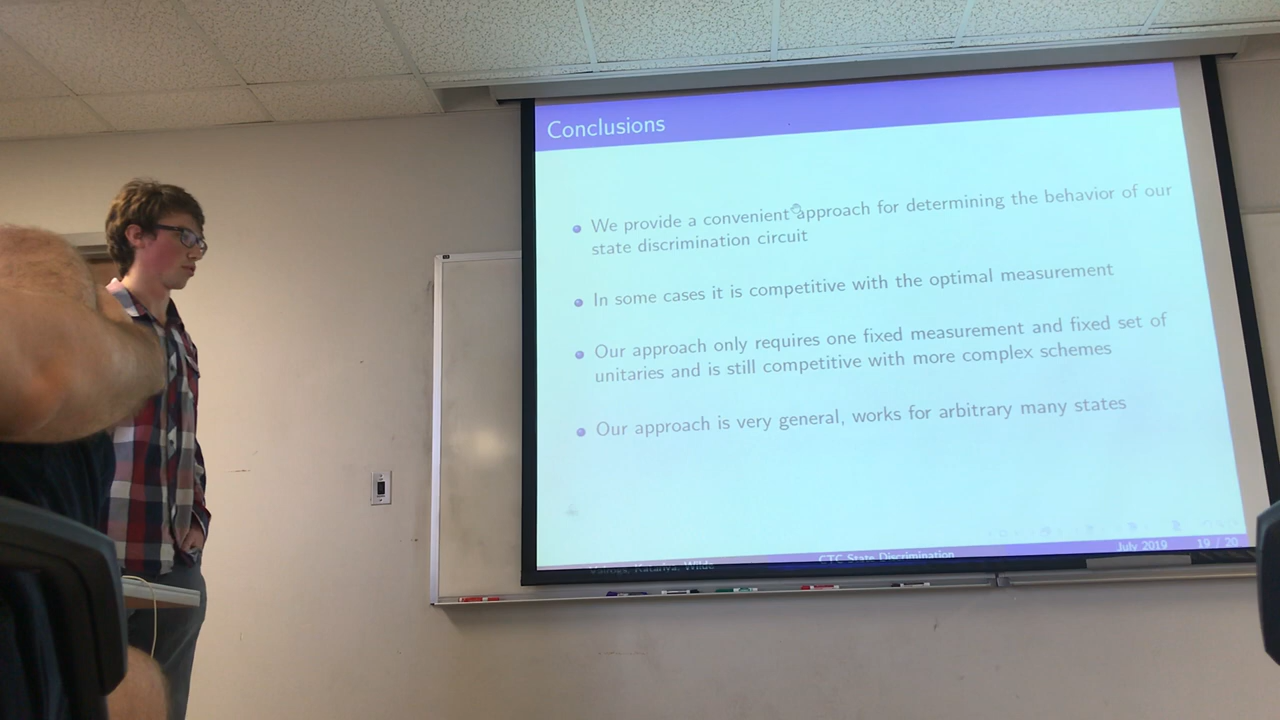 Conclusions
We provide a convenient approach for determining the behavior of our
state discrimination circuit
In some cases it is competitive with the optimal measurement
Our approach only requires one fixed measurement and fixed set of
unitaries and is still competitive with more complex schemes
Our approach is very general, works for arbitrary many states
Wilde CTC State Discrimination July 2019 19 / 20